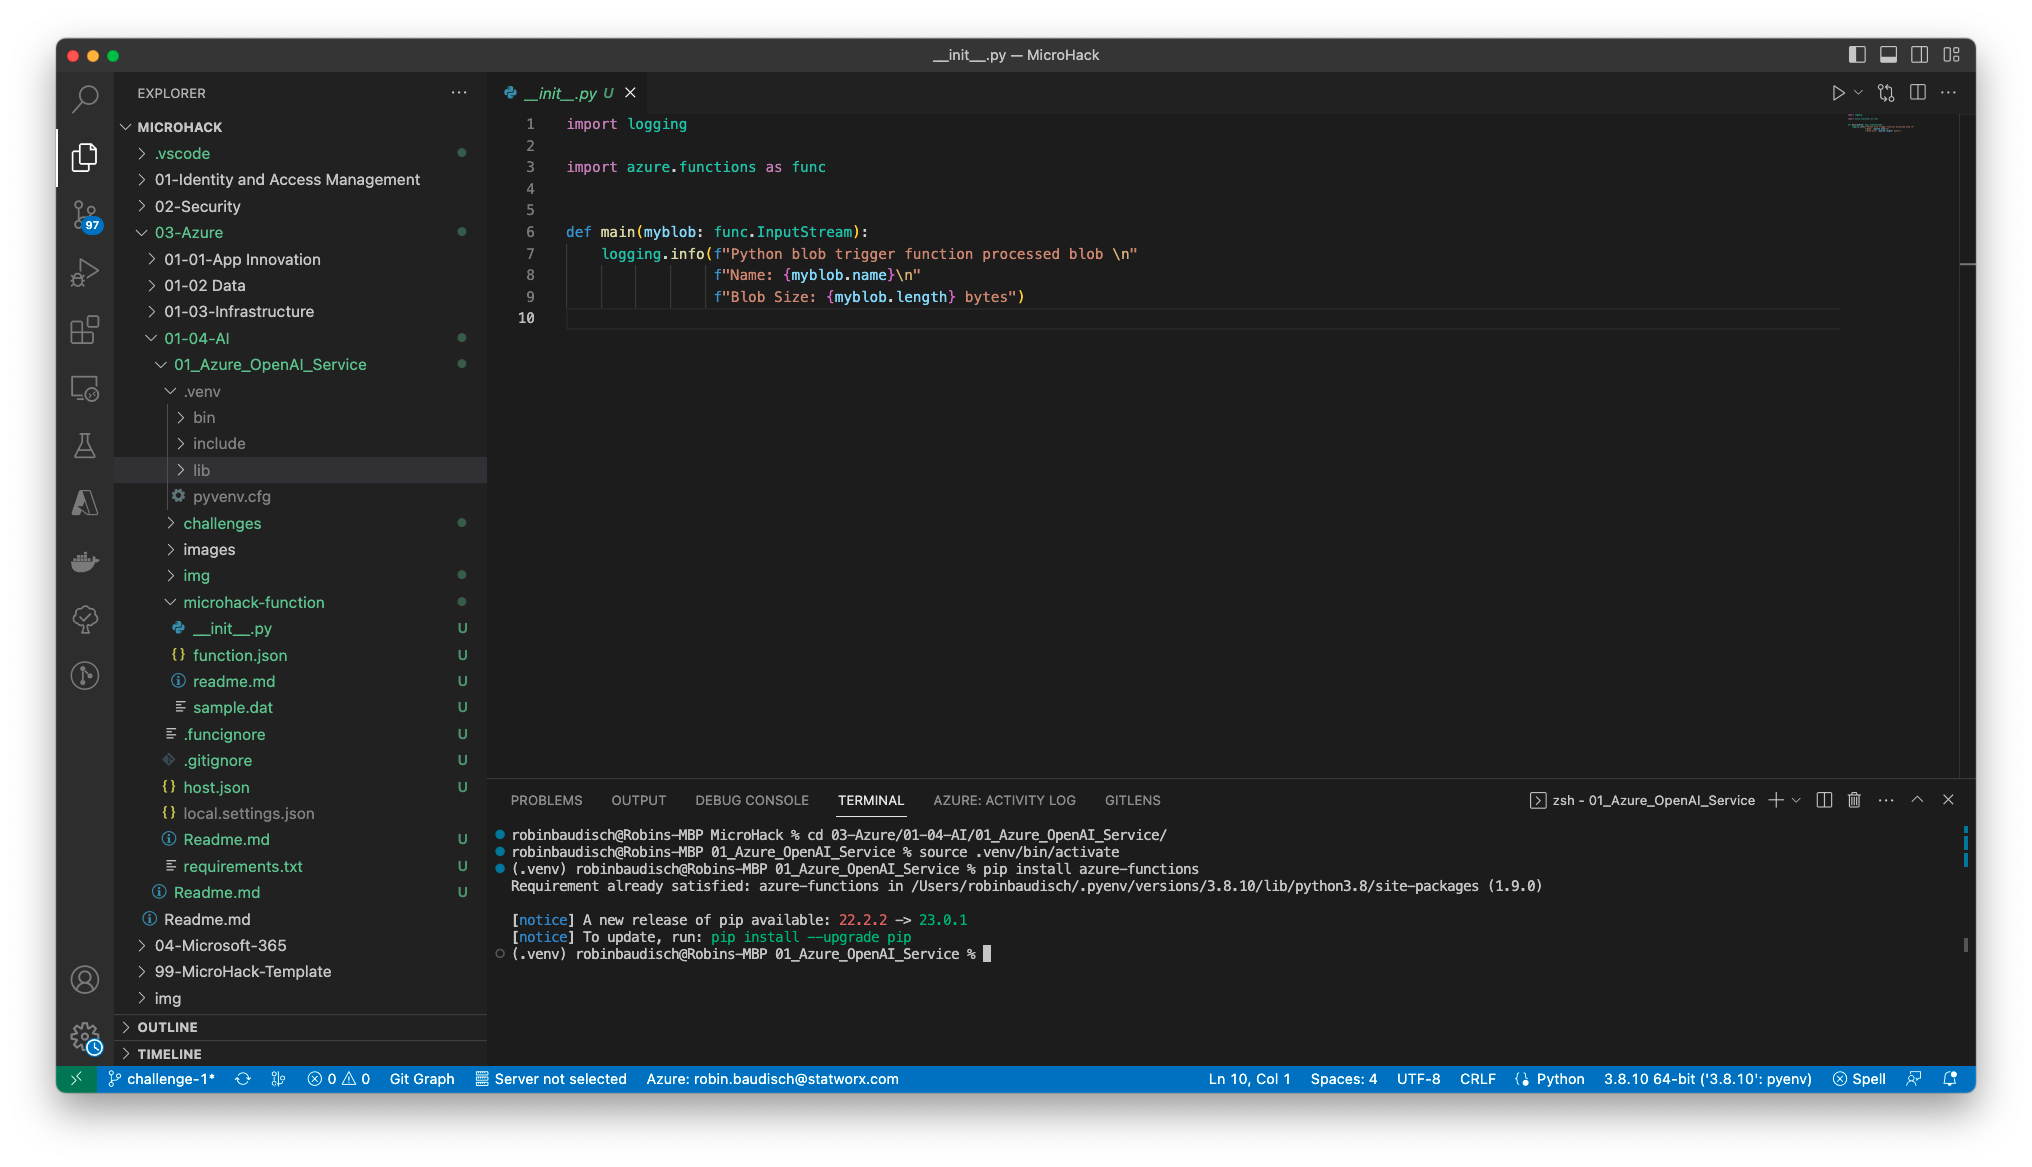 __init__.py — MicroHack
EXPLORER
MICROHACK
.vscode
01-Identity and Access Management
02-Security
03-Azure
01-01-App Innovation
01-02 Data
01-03-Infrastructure
01-04-AI
01_Azure_OpenAI_Service
.venv
bin
include
lib
pyvenv.cfg
challenges
images
img
microhack-function
__init__.py U
function.json U
readme.md U
sample.dat U
.funcignore U
.gitignore U
host.json U
local.settings.json
Readme.md U
requirements.txt U
Readme.md U
Readme.md
04-Microsoft-365
99-MicroHack-Template
img
OUTLINE
TIMELINE
97
__init__.py U
1 import logging
2
3 import azure.functions as func
4
5
6 def main(myblob: func.InputStream):
7 logging.info(f"Python blob trigger function processed blob \n"
8 f"Name: {myblob.name}\n"
9 f"Blob Size: {myblob.length} bytes")
10
PROBLEMS OUTPUT DEBUG CONSOLE TERMINAL AZURE: ACTIVITY LOG GITLENS zsh - 01_Azure_OpenAI_Service
robinbaudisch@Robins-MBP MicroHack % cd 03-Azure/01-04-AI/01_Azure_OpenAI_Service/
robinbaudisch@Robins-MBP 01_Azure_OpenAI_Service % source .venv/bin/activate
(.venv) robinbaudisch@Robins-MBP 01_Azure_OpenAI_Service % pip install azure-functions
Requirement already satisfied: azure-functions in /Users/robinbaudisch/.pyenv/versions/3.8.10/lib/python3.8/site-packages (1.9.0)
[notice] A new release of pip available: 22.2.2 -> 23.0.1
[notice] To update, run: pip install --upgrade pip
(.venv) robinbaudisch@Robins-MBP 01_Azure_OpenAI_Service %
challenge-1* 0 0 Git Graph Server not selected Azure: robin.baudisch@statworx.com Ln 10, Col 1 Spaces: 4 UTF-8 CRLF Python 3.8.10 64-bit ('3.8.10': pyenv) Spell